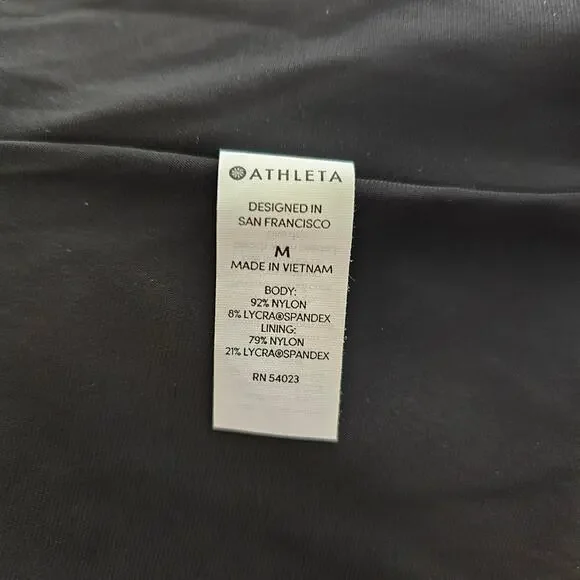 ATHLETA
DESIGNED IN
SAN FRANCISCO
M
MADE IN VIETNAM
BODY:
92% NYLON
8% LYCRA®SPANDEX
LINING:
79% NYLON
21% LYCRA®SPANDEX
RN 54023